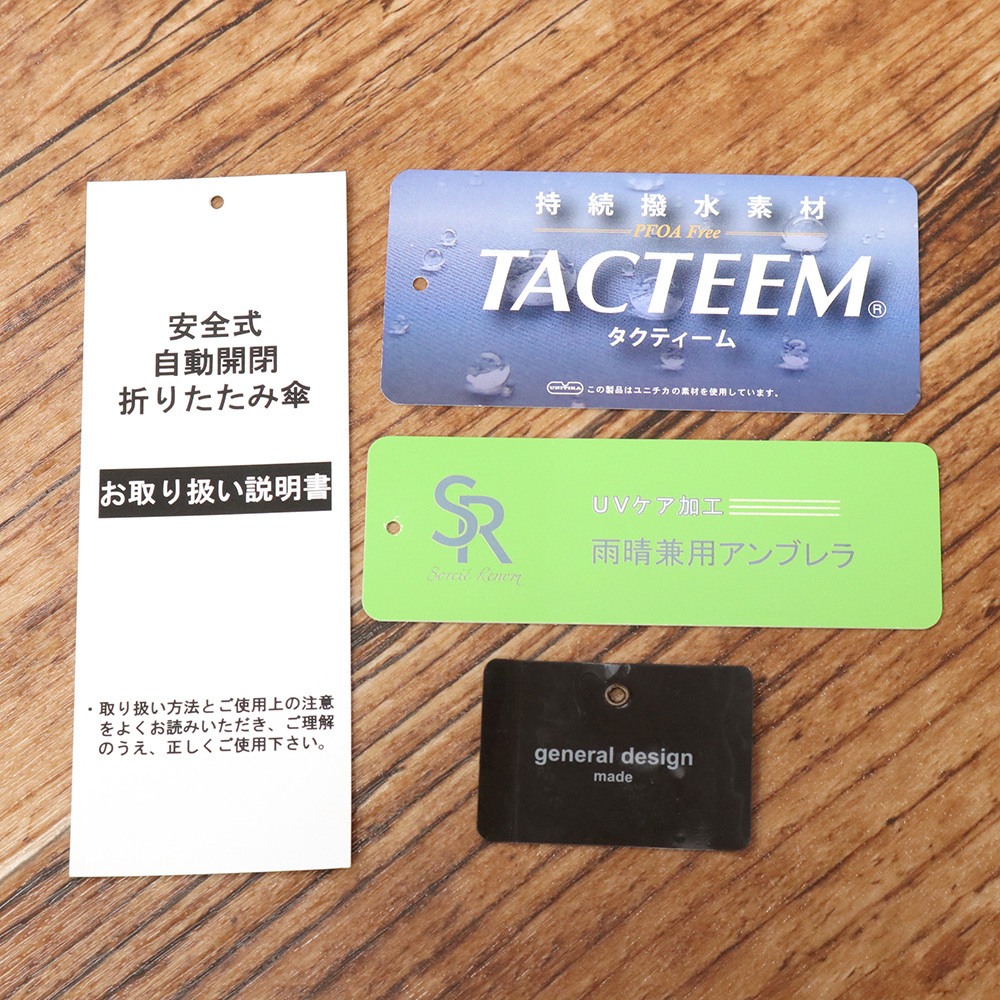 安全式
自動開閉
折りたたみ傘
お取り扱い説明書
・取り扱い方法とご使用上の注意
をよくお読みいただき、ご理解
のうえ、正しくご使用下さい。
持続撥水素材
PFOA Free
TACTEEM®
タクティーム
UNITIKA この製品はユニチカの素材を使用しています。
SR
UVケア加工
雨晴兼用アンブレラ
general design
made